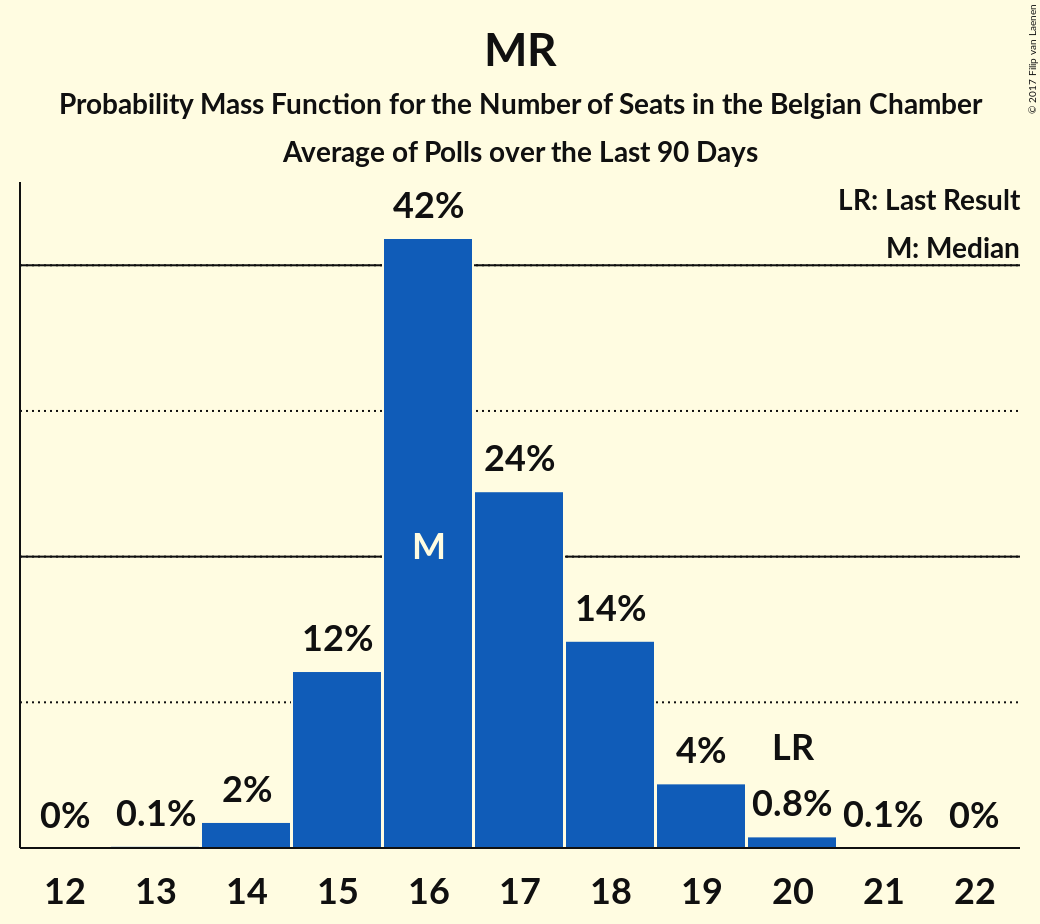 MR
Probability Mass Function for the Number of Seats in the Belgian Chamber
Average of Polls over the Last 90 Days
© 2017 Filip van Laenen
LR: Last Result
M: Median
42%
24%
M
14%
12%
LR
4%
2%
0.8%
0% 0.1% 0.1% 0%
12 13 14 15 16 17 18 19 20 21 22